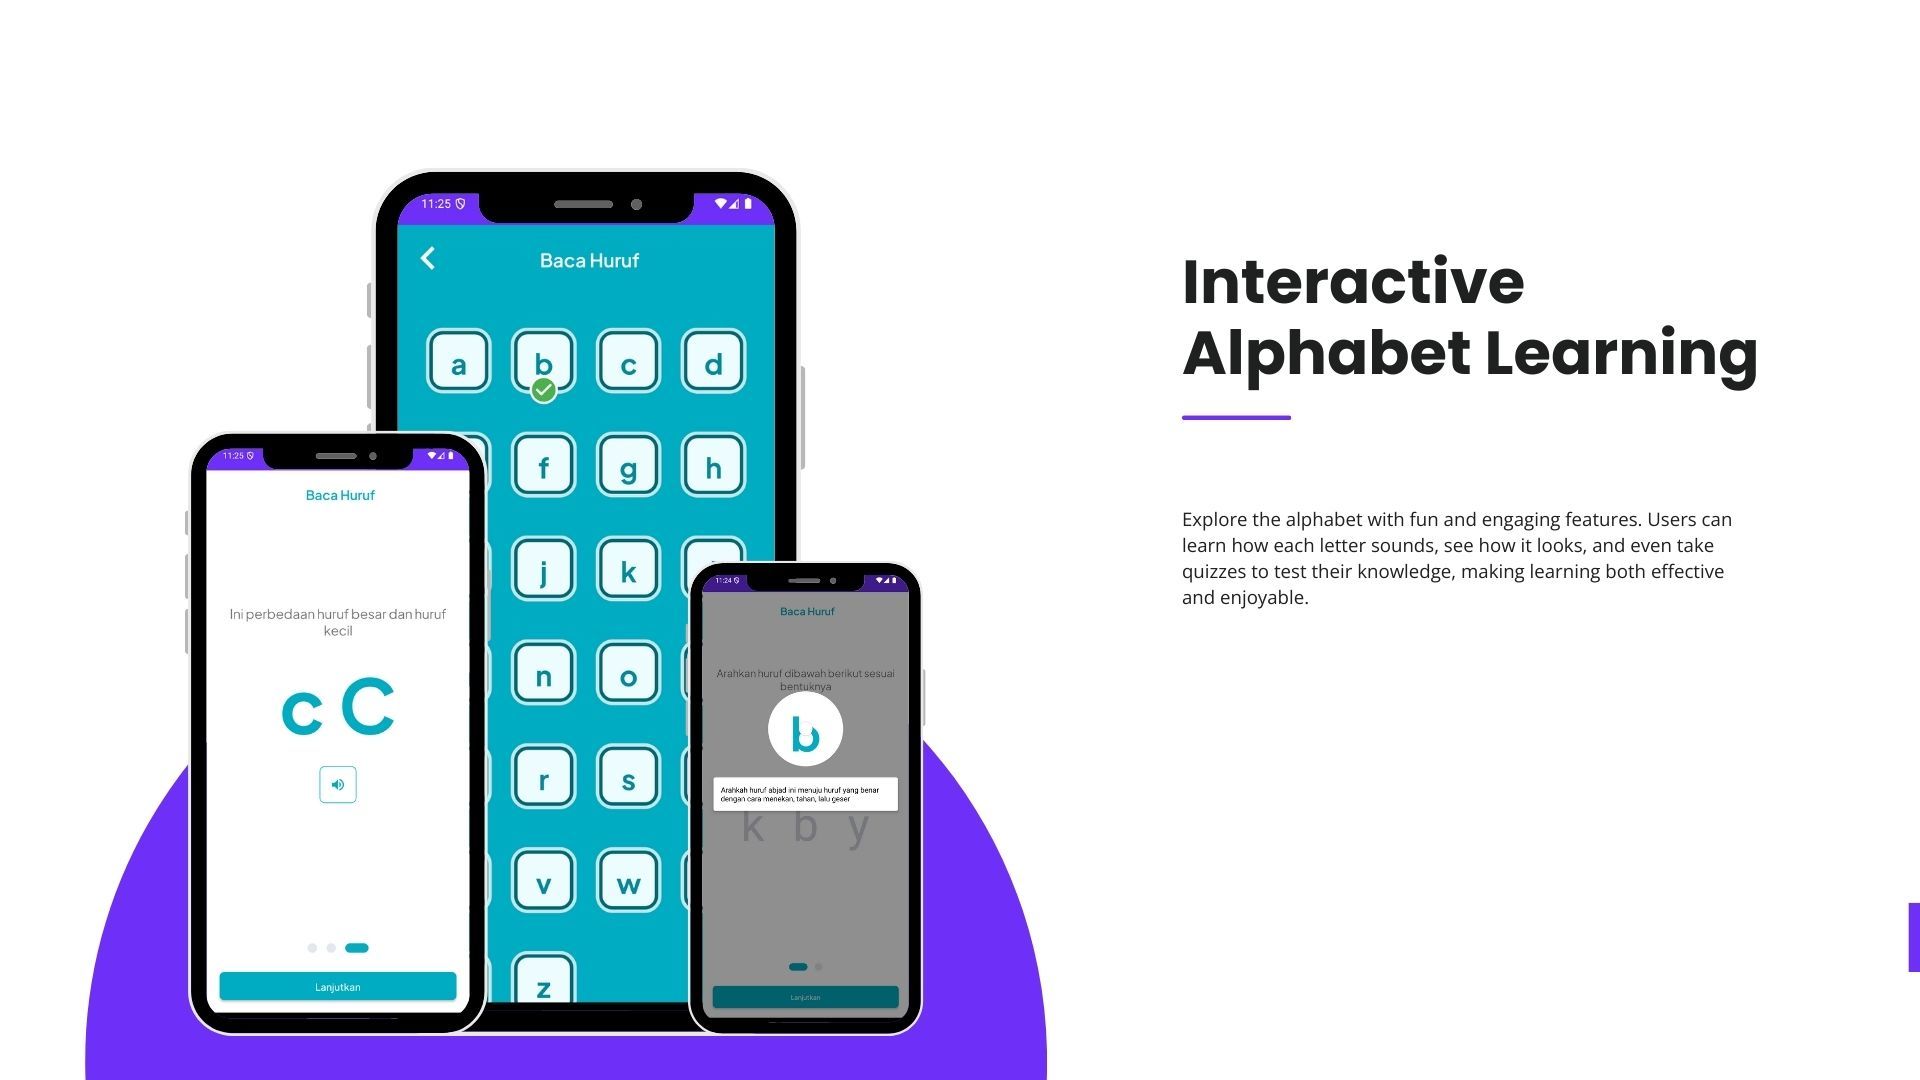 11:25
Baca Huruf
a b c d
f g h
j k
n o
r s
v w
z
11:25
Baca Huruf
Ini perbedaan huruf besar dan huruf
kecil
c C
Lanjutkan
11:24
Baca Huruf
Arahkan huruf dibawah berikut sesuai
bentuknya
b
Arahkah huruf abjad ini menuju huruf yang benar
dengan cara menekan, tahan, lalu geser
k b y
Lanjutkan
Interactive
Alphabet Learning
Explore the alphabet with fun and engaging features. Users can
learn how each letter sounds, see how it looks, and even take
quizzes to test their knowledge, making learning both effective
and enjoyable.